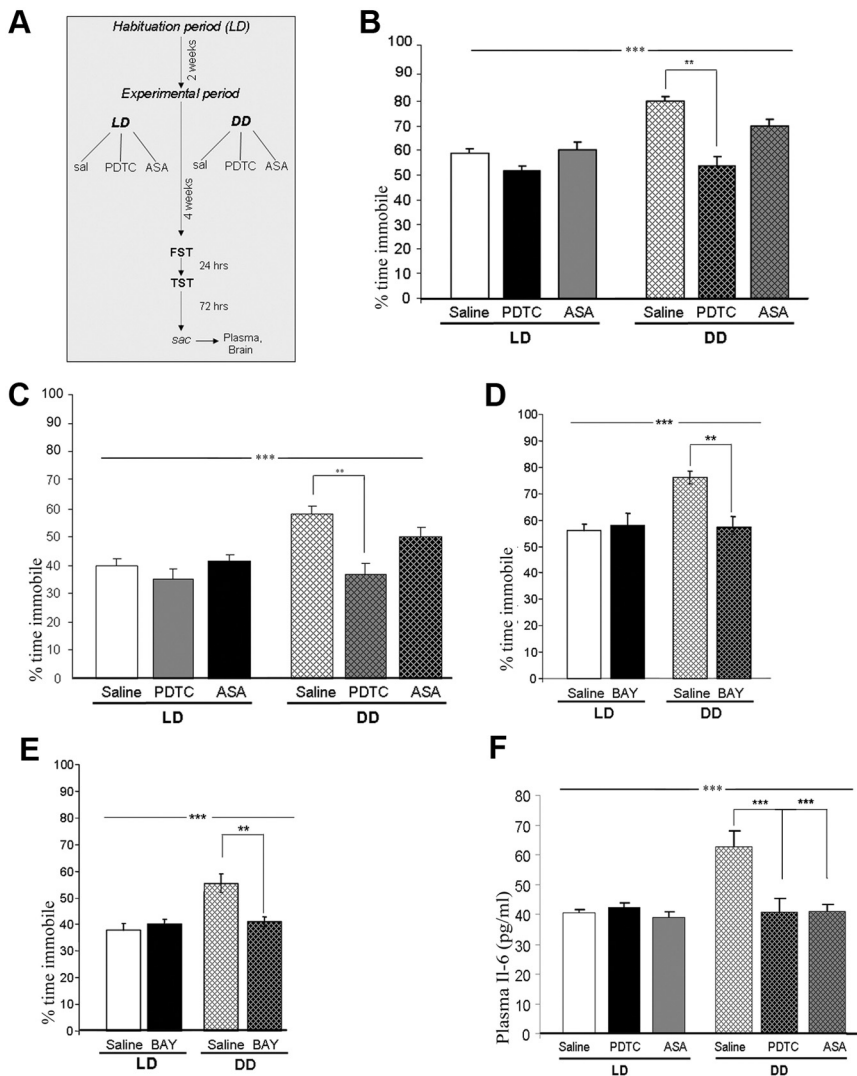 A
Habituation period (LD)
2 weeks
Experimental period
LD DD
sal PDTC ASA sal PDTC ASA
4 weeks
FST
24 hrs
TST
72 hrs
sac Plasma,
Brain
B
***
**
100
90
80
70
60
50
40
30
20
10
0
% time immobile
Saline PDTC ASA Saline PDTC ASA
LD DD
C
100
90
80
70
60
50
40
30
20
10
0
***
**
% time immobile
Saline PDTC ASA Saline PDTC ASA
LD DD
D
100
90
80
70
60
50
40
30
20
10
0
***
**
% time immobile
Saline BAY Saline BAY
LD DD
E
100
90
80
70
60
50
40
30
20
10
0
***
**
% time immobile
Saline BAY Saline BAY
LD DD
F
***
*** ***
80
70
60
50
40
30
20
10
0
Plasma Il-6 (pg/ml)
Saline PDTC ASA Saline PDTC ASA
LD DD